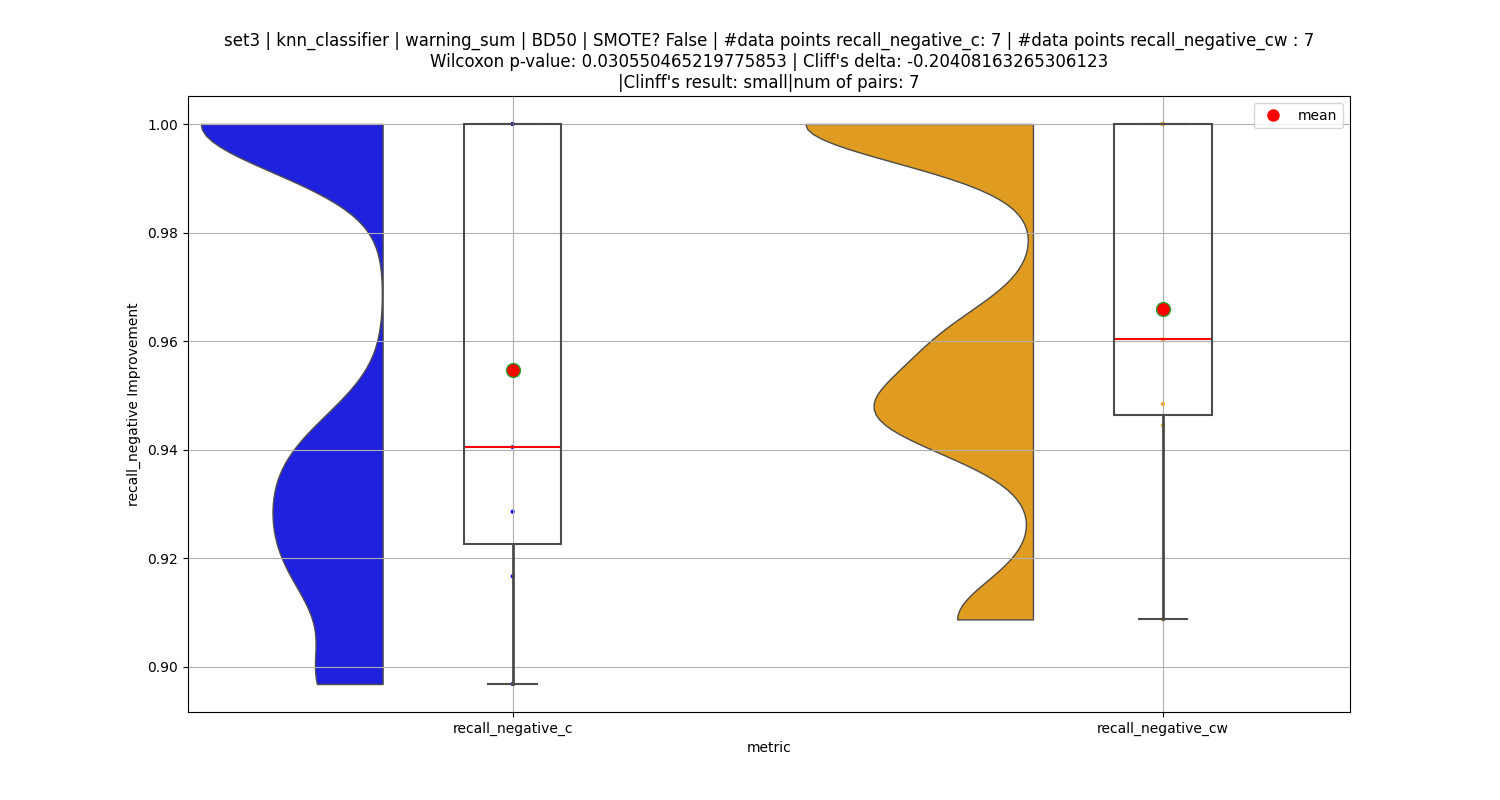 set3 | knn_classifier | warning_sum | BD50 | SMOTE? False | #data points recall_negative_c: 7 | #data points recall_negative_cw : 7
Wilcoxon p-value: 0.030550465219775853 | Cliff's delta: -0.20408163265306123
|Clinff's result: small|num of pairs: 7
mean
1.00
0.98
0.96
0.94
0.92
0.90
recall_negative Improvement
recall_negative_c
recall_negative_cw
metric